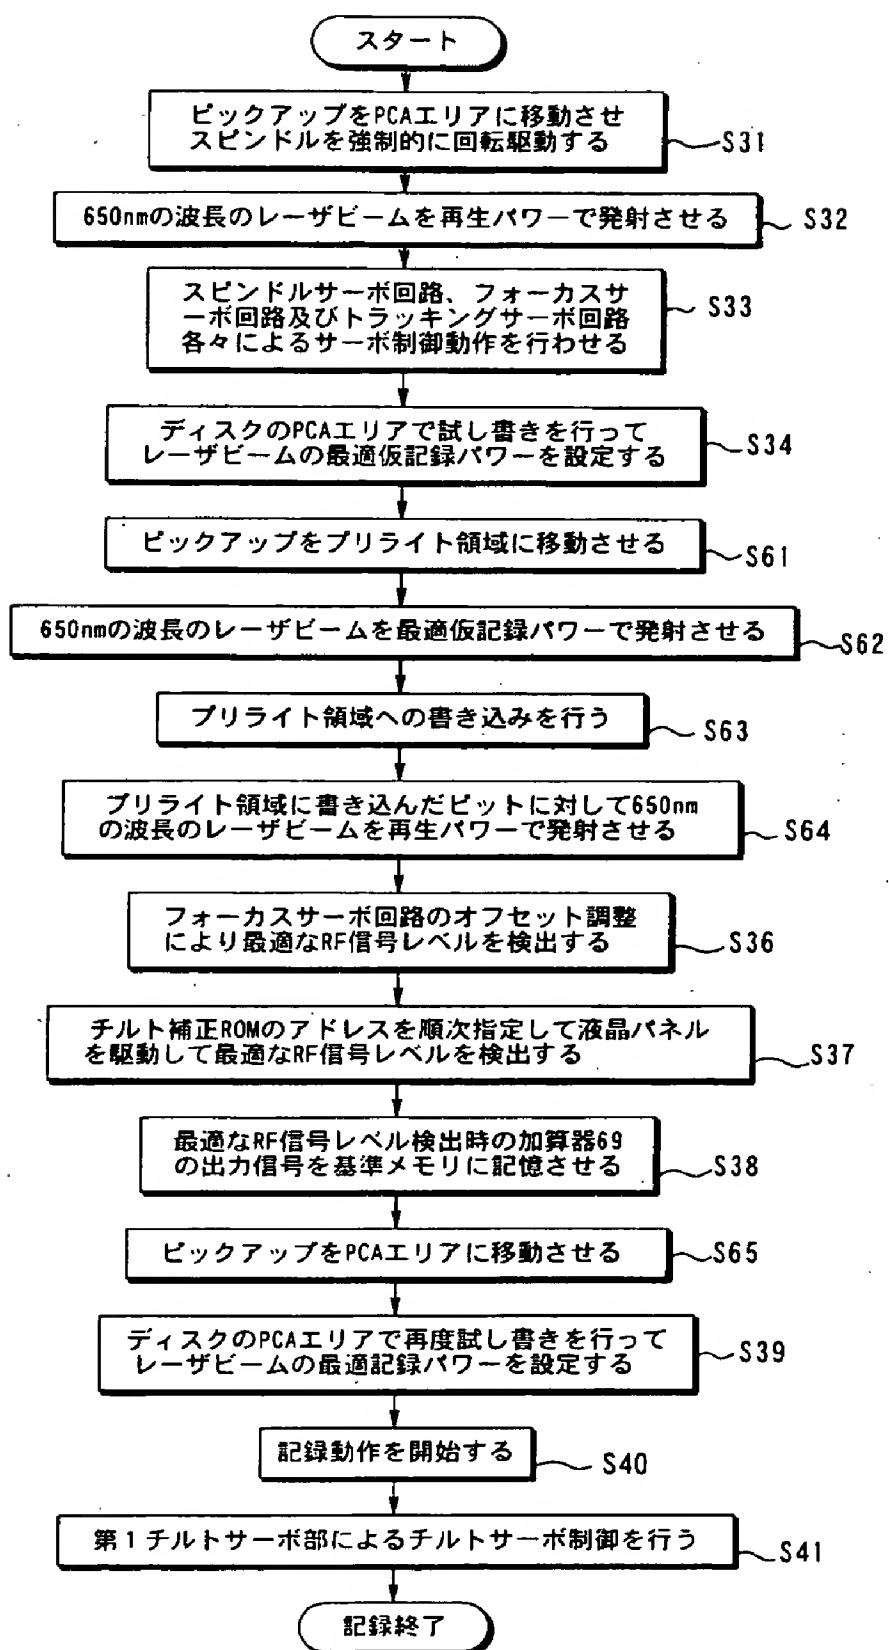 スタート
ピックアップをPCAエリアに移動させ
スピンドルを強制的に回転駆動する
S31
650nmの波長のレーザビームを再生パワーで発射させる
S32
スピンドルサーボ回路、フォーカスサ
ーボ回路及びトラッキングサーボ回路
各々によるサーボ制御動作を行わせる
S33
ディスクのPCAエリアで試し書きを行って
レーザビームの最適仮記録パワーを設定する
S34
ピックアップをプリライト領域に移動させる
S61
650nmの波長のレーザビームを最適仮記録パワーで発射させる
S62
プリライト領域への書き込みを行う
S63
プリライト領域に書き込んだピットに対して650nm
の波長のレーザビームを再生パワーで発射させる
S64
フォーカスサーボ回路のオフセット調整
により最適なRF信号レベルを検出する
S36
チルト補正ROMのアドレスを順次指定して液晶パネル
を駆動して最適なRF信号レベルを検出する
S37
最適なRF信号レベル検出時の加算器69
の出力信号を基準メモリに記憶させる
S38
ピックアップをPCAエリアに移動させる
S65
ディスクのPCAエリアで再度試し書きを行って
レーザビームの最適記録パワーを設定する
S39
記録動作を開始する
S40
第1チルトサーボ部によるチルトサーボ制御を行う
S41
記録終了